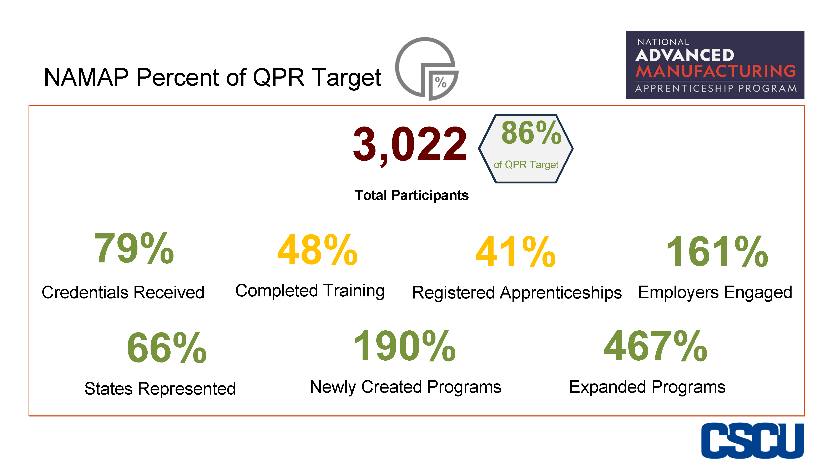 NAMAP Percent of QPR Target
%
NATIONAL
ADVANCED
MANUFACTURING
APPRENTICESHIP PROGRAM
3,022
86%
of QPR Target
Total Participants
79%
48%
41%
161%
Credentials Received
Completed Training
Registered Apprenticeships
Employers Engaged
66%
190%
467%
States Represented
Newly Created Programs
Expanded Programs
CSCU